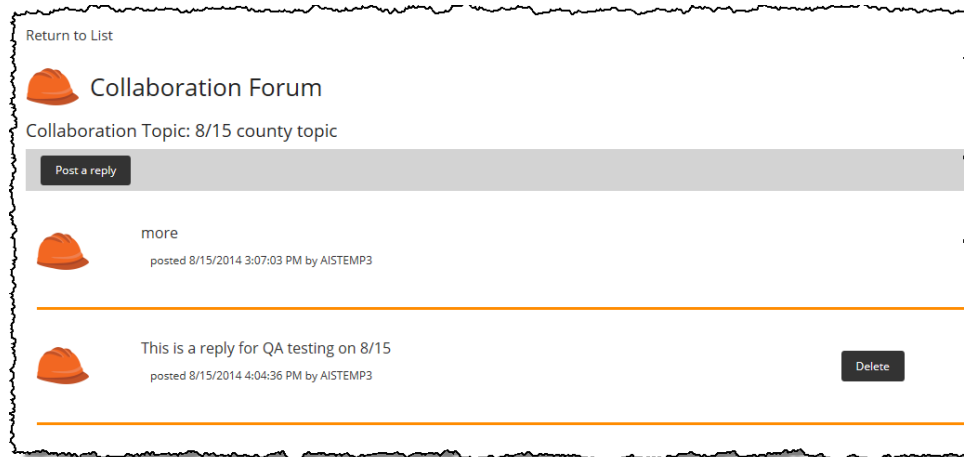 Return to List
Collaboration Forum
Collaboration Topic: 8/15 county topic
Post a reply
more
posted 8/15/2014 3:07:03 PM by AISTEMP3
This is a reply for QA testing on 8/15
posted 8/15/2014 4:04:36 PM by AISTEMP3
Delete